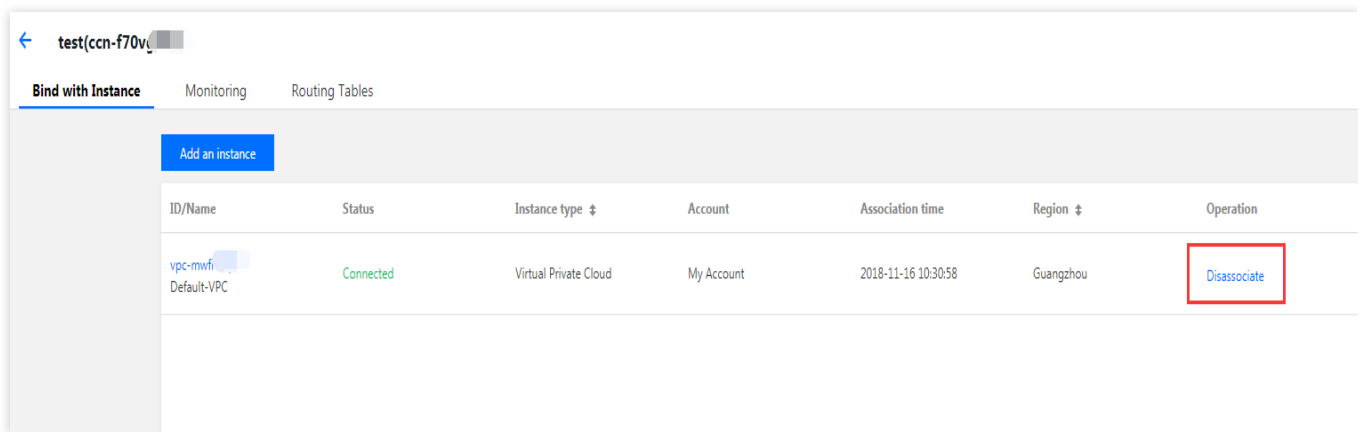 test(ccn-f70v
Bind with Instance Monitoring Routing Tables
Add an instance
ID/Name Status Instance type Account Association time Region Operation
vpc-mwfr
Default-VPC
Connected Virtual Private Cloud My Account 2018-11-16 10:30:58 Guangzhou Disassociate